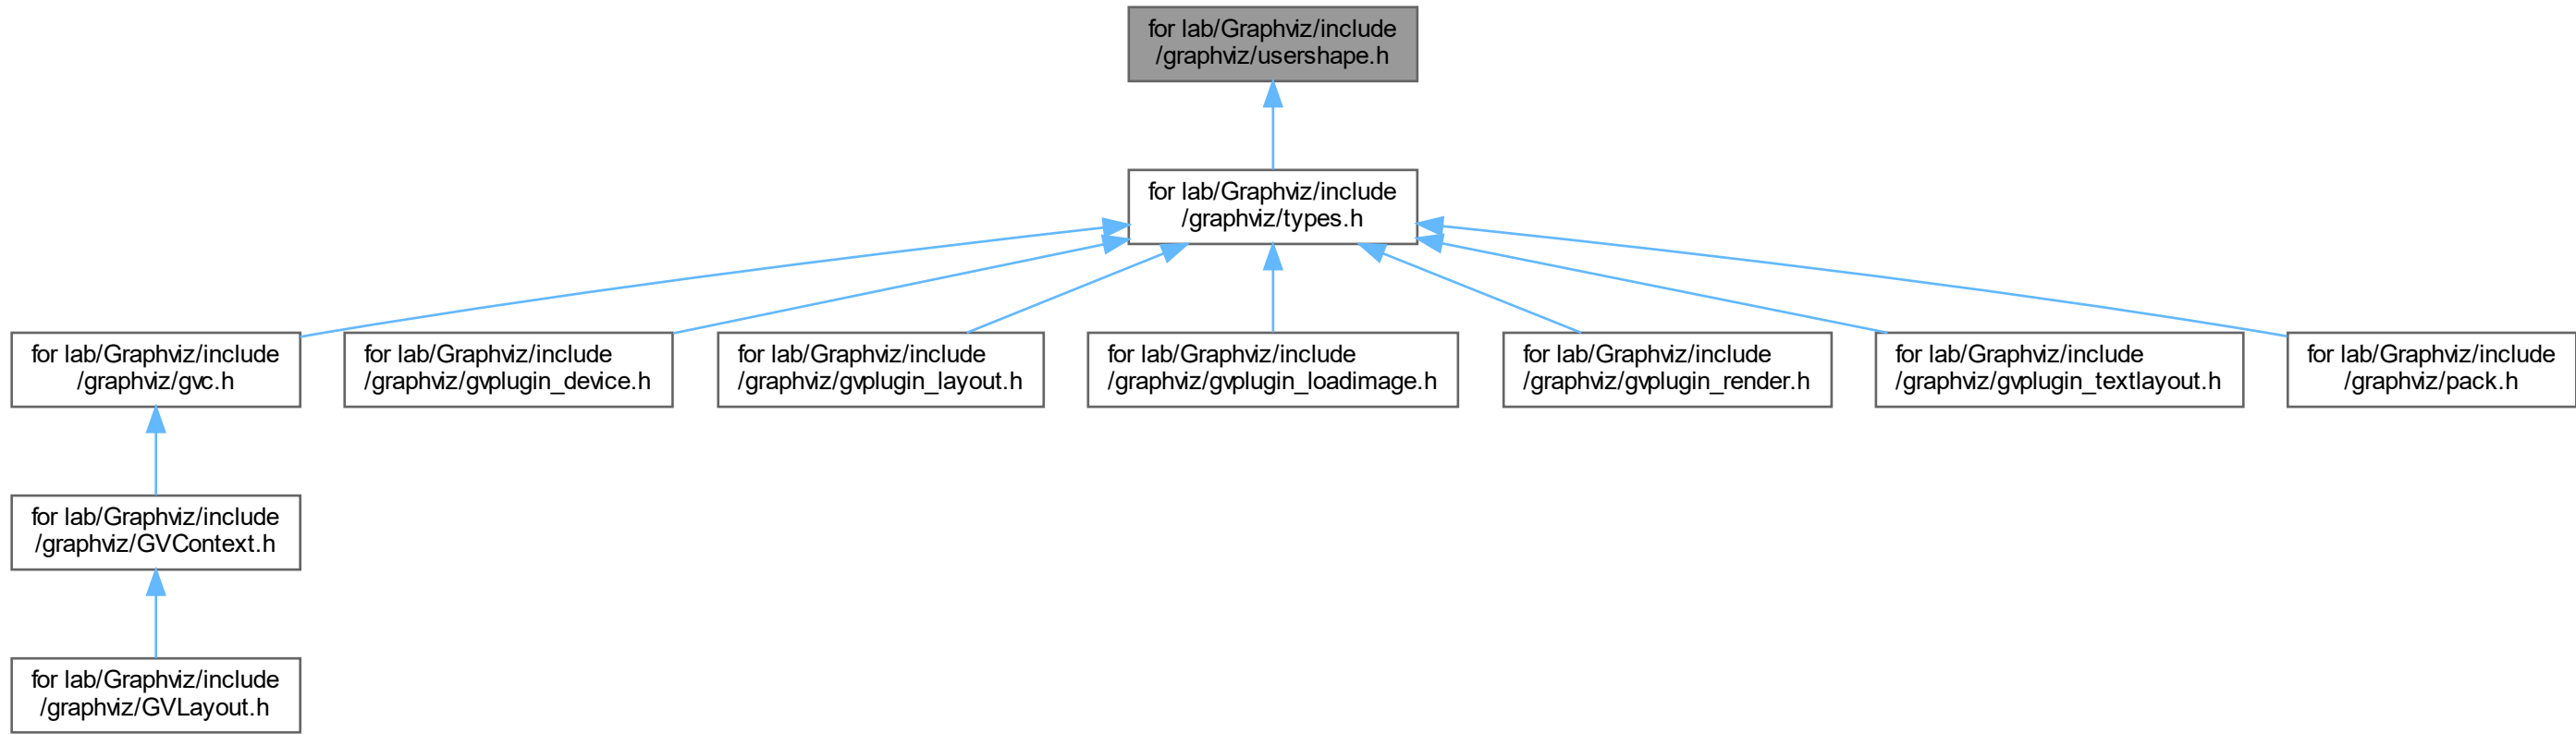 for lab/Graphviz/include
/graphviz/usershape.h
for lab/Graphviz/include
/graphviz/types.h
for lab/Graphviz/include
/graphviz/gvc.h
for lab/Graphviz/include
/graphviz/gvplugin_device.h
for lab/Graphviz/include
/graphviz/gvplugin_layout.h
for lab/Graphviz/include
/graphviz/gvplugin_loadimage.h
for lab/Graphviz/include
/graphviz/gvplugin_render.h
for lab/Graphviz/include
/graphviz/gvplugin_textlayout.h
for lab/Graphviz/include
/graphviz/pack.h
for lab/Graphviz/include
/graphviz/GVContext.h
for lab/Graphviz/include
/graphviz/GVLayout.h